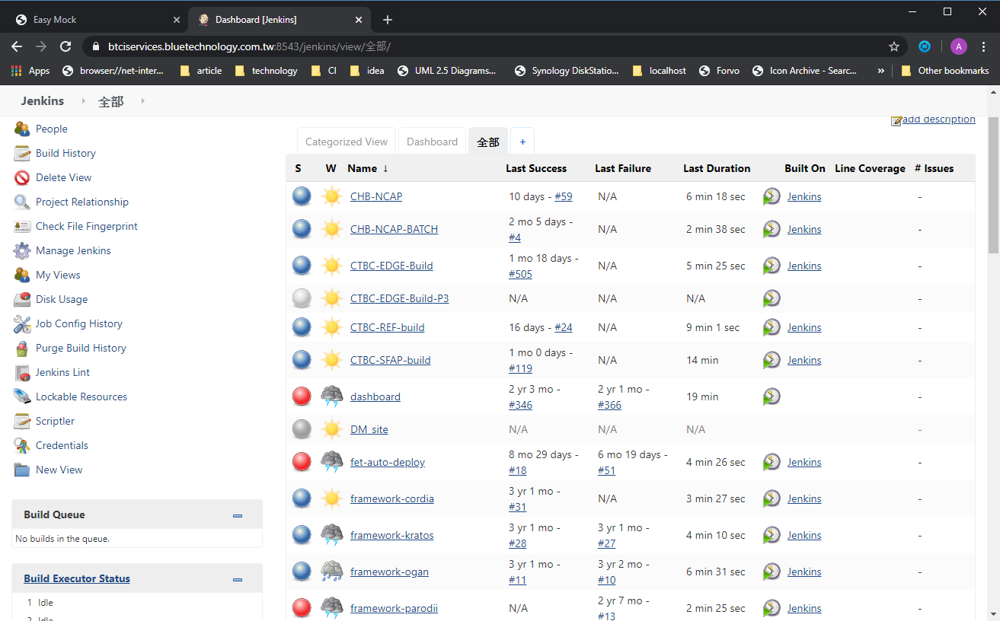 Easy Mock
Dashboard [Jenkins]
btciservices.bluetechnology.com.tw:8543/jenkins/view/全部/
A
Apps
browser://net-inter...
article
technology
CI
idea
UML 2.5 Diagrams...
Synology DiskStatio...
localhost
Forvo
Icon Archive - Searc...
»
Other bookmarks
Jenkins
全部
People
Build History
Delete View
Project Relationship
Check File Fingerprint
Manage Jenkins
My Views
Disk Usage
Job Config History
Purge Build History
Jenkins Lint
Lockable Resources
Scriptler
Credentials
New View
Build Queue
No builds in the queue.
Build Executor Status
1 Idle
2 Idle
add description
Categorized View Dashboard 全部 +
S W Name ↓ Last Success Last Failure Last Duration Built On Line Coverage # Issues
CHB-NCAP 10 days - #59 N/A 6 min 18 sec Jenkins -
CHB-NCAP-BATCH 2 mo 5 days - #4 N/A 2 min 38 sec Jenkins -
CTBC-EDGE-Build 1 mo 18 days - #505 N/A 5 min 25 sec Jenkins -
CTBC-EDGE-Build-P3 N/A N/A N/A -
CTBC-REF-build 16 days - #24 N/A 9 min 1 sec Jenkins -
CTBC-SFAP-build 1 mo 0 days - #119 N/A 14 min Jenkins -
dashboard 2 yr 3 mo - #346 2 yr 1 mo - #366 19 min -
DM_site N/A N/A N/A -
fet-auto-deploy 8 mo 29 days - #18 6 mo 19 days - #51 4 min 26 sec Jenkins -
framework-cordia 3 yr 1 mo - #31 N/A 3 min 27 sec Jenkins -
framework-kratos 3 yr 1 mo - #28 3 yr 1 mo - #27 4 min 10 sec Jenkins -
framework-ogan 3 yr 1 mo - #11 3 yr 2 mo - #10 6 min 31 sec Jenkins -
framework-parodii N/A 2 yr 7 mo - #13 2 min 25 sec Jenkins -